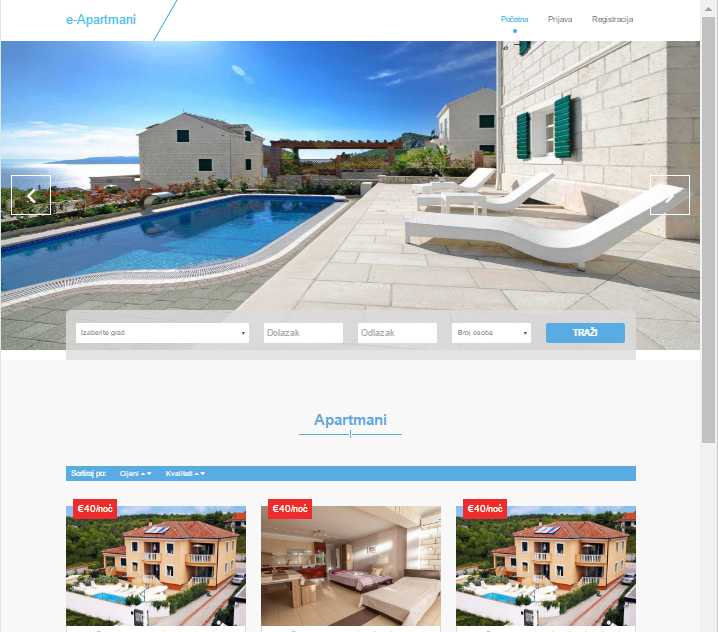 e-Apartmani
Početna Prijava Registracija
Izaberite grad Dolazak Odlazak Broj osoba TRAŽI
Apartmani
Sortiraj po: Cijeni Kvaliteti
€40/noć €40/noć €40/noć